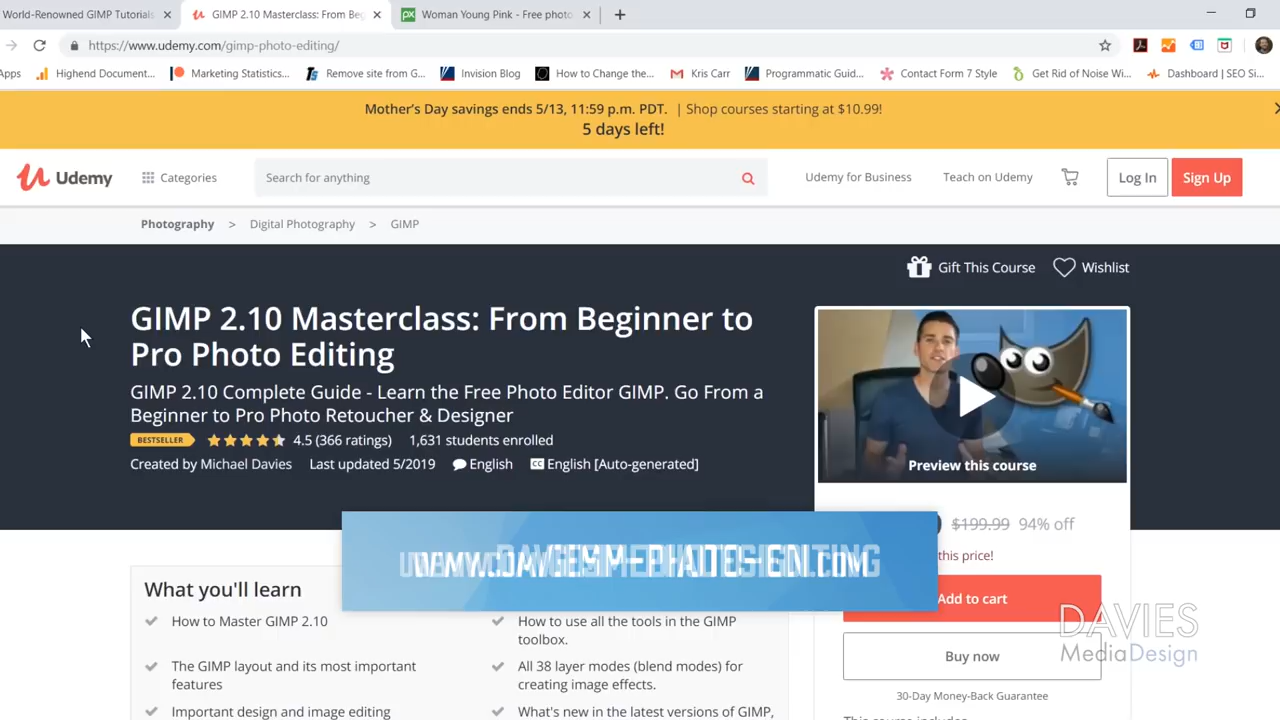 World-Renowned GIMP Tutorials
GIMP 2.10 Masterclass: From Beg
Woman Young Pink - Free photo
https://www.udemy.com/gimp-photo-editing/
Apps
Highend Document...
Marketing Statistics...
Remove site from G...
Invision Blog
How to Change the...
Kris Carr
Programmatic Guid...
Contact Form 7 Style
Get Rid of Noise Wi...
Dashboard | SEO Si...
Mother's Day savings ends 5/13, 11:59 p.m. PDT. | Shop courses starting at $10.99!
5 days left!
Udemy
Categories
Search for anything
Udemy for Business
Teach on Udemy
Log In
Sign Up
Photography > Digital Photography > GIMP
Gift This Course
Wishlist
GIMP 2.10 Masterclass: From Beginner to
Pro Photo Editing
GIMP 2.10 Complete Guide - Learn the Free Photo Editor GIMP. Go From a
Beginner to Pro Photo Retoucher & Designer
BESTSELLER 4.5 (366 ratings) 1,631 students enrolled
Created by Michael Davies Last updated 5/2019 English CC English [Auto-generated]
Preview this course
$199.99 94% off
this price!
Add to cart
Buy now
30-Day Money-Back Guarantee
What you'll learn
How to Master GIMP 2.10
The GIMP layout and its most important
features
Important design and image editing
How to use all the tools in the GIMP
toolbox.
All 38 layer modes (blend modes) for
creating image effects.
What's new in the latest versions of GIMP,
DAVIES
MediaDesign